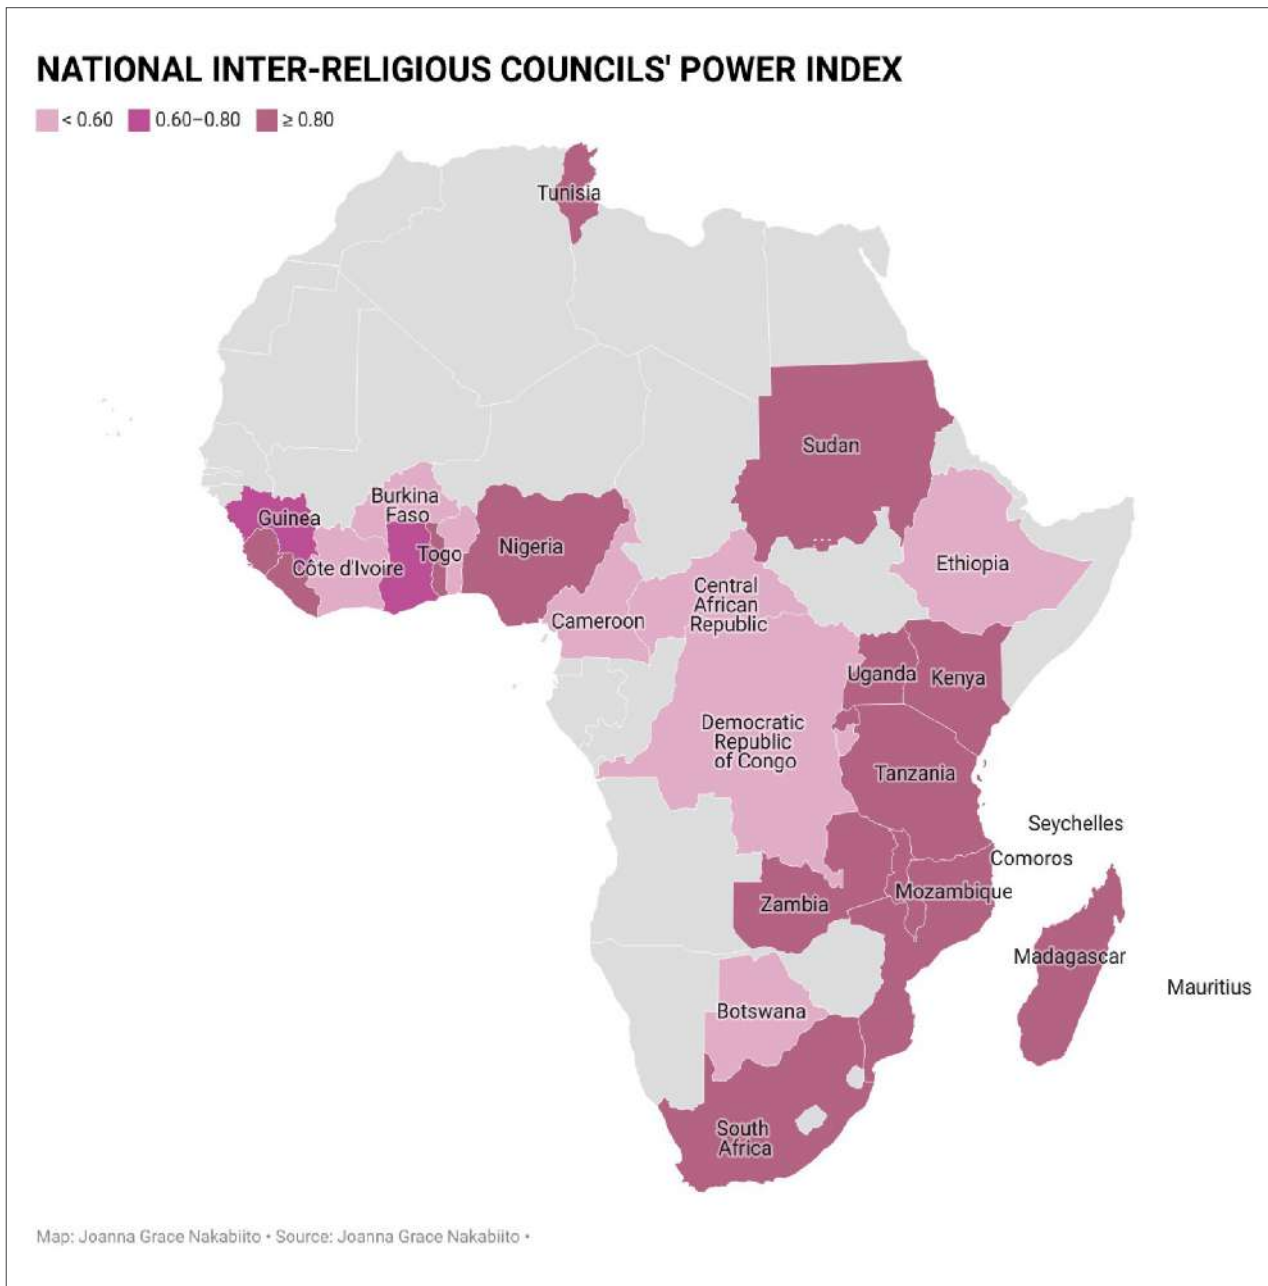 NATIONAL INTER-RELIGIOUS COUNCILS' POWER INDEX
< 0.60 0.60–0.80 ≥ 0.80
Tunisia
Sudan
Burkina
Faso
Guinea
Togo
Nigeria
Côte d'Ivoire
Ethiopia
Central
African
Republic
Cameroon
Uganda
Kenya
Democratic
Republic
of Congo
Tanzania
Seychelles
Comoros
Mozambique
Zambia
Madagascar
Mauritius
Botswana
South
Africa
Map: Joanna Grace Nakabiito • Source: Joanna Grace Nakabiito •